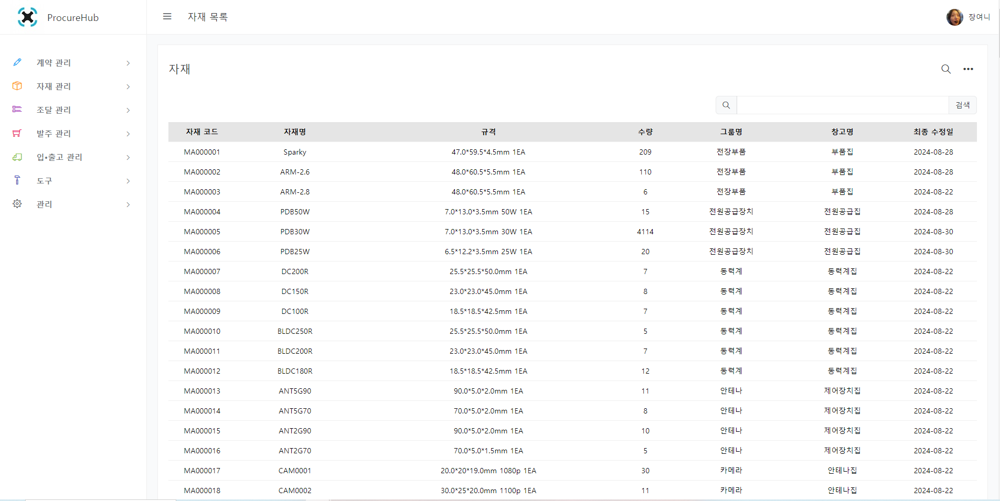 ProcureHub
자재 목록
장여니
계약 관리
자재 관리
조달 관리
발주 관리
입•출고 관리
도구
관리
자재
검색
자재 코드 자재명 규격 수량 그룹명 창고명 최종 수정일
MA000001 Sparky 47.0*59.5*4.5mm 1EA 209 전장부품 부품집 2024-08-28
MA000002 ARM-2.6 48.0*60.5*5.5mm 1EA 110 전장부품 부품집 2024-08-28
MA000003 ARM-2.8 48.0*60.5*5.5mm 1EA 6 전장부품 부품집 2024-08-22
MA000004 PDB50W 7.0*13.0*3.5mm 50W 1EA 15 전원공급장치 전원공급집 2024-08-28
MA000005 PDB30W 7.0*13.0*3.5mm 30W 1EA 4114 전원공급장치 전원공급집 2024-08-30
MA000006 PDB25W 6.5*12.2*3.5mm 25W 1EA 20 전원공급장치 전원공급집 2024-08-30
MA000007 DC200R 25.5*25.5*50.0mm 1EA 7 동력계 동력계집 2024-08-22
MA000008 DC150R 23.0*23.0*45.0mm 1EA 8 동력계 동력계집 2024-08-22
MA000009 DC100R 18.5*18.5*42.5mm 1EA 7 동력계 동력계집 2024-08-22
MA000010 BLDC250R 25.5*25.5*50.0mm 1EA 5 동력계 동력계집 2024-08-22
MA000011 BLDC200R 23.0*23.0*45.0mm 1EA 7 동력계 동력계집 2024-08-22
MA000012 BLDC180R 18.5*18.5*42.5mm 1EA 12 동력계 동력계집 2024-08-22
MA000013 ANT5G90 90.0*5.0*2.0mm 1EA 11 안테나 제어장치집 2024-08-22
MA000014 ANT5G70 70.0*5.0*2.0mm 1EA 8 안테나 제어장치집 2024-08-22
MA000015 ANT2G90 90.0*5.0*2.0mm 1EA 10 안테나 제어장치집 2024-08-22
MA000016 ANT2G70 70.0*5.0*1.5mm 1EA 5 안테나 제어장치집 2024-08-22
MA000017 CAM0001 20.0*20*19.0mm 1080p 1EA 30 카메라 안테나집 2024-08-22
MA000018 CAM0002 30.0*25*20.0mm 1100p 1EA 11 카메라 안테나집 2024-08-22